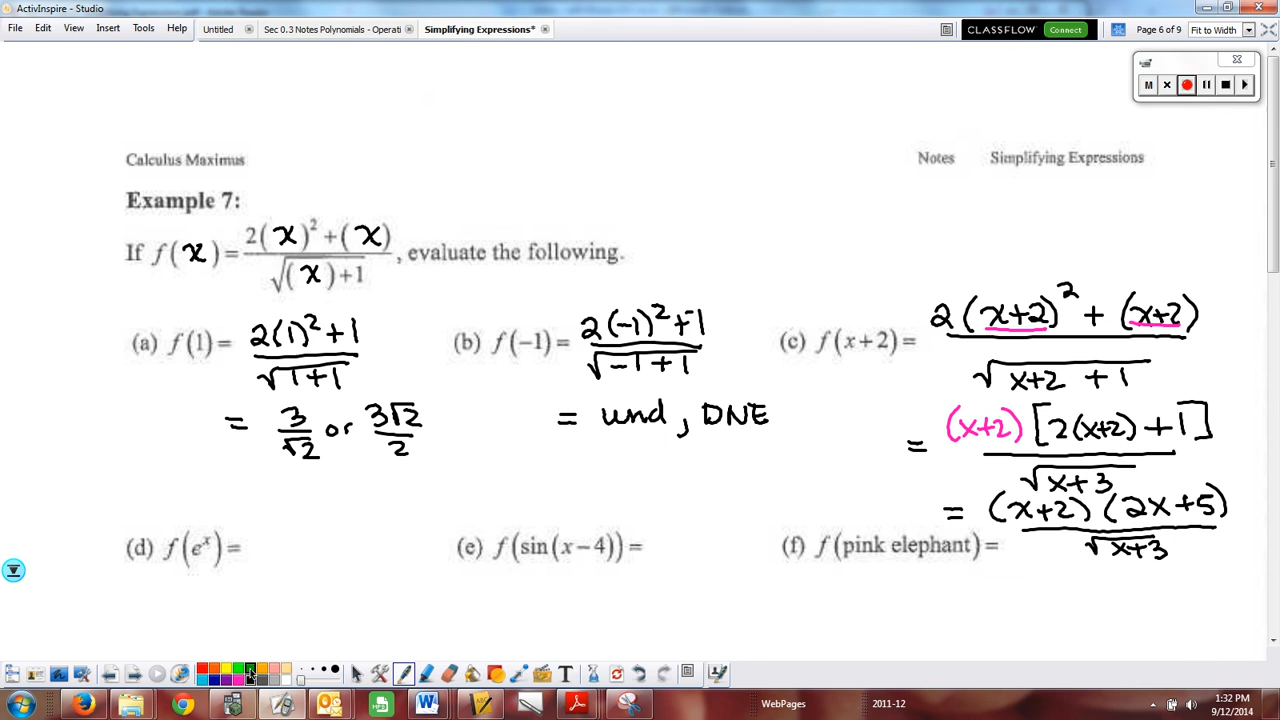 ActivInspire - Studio
File Edit View Insert Tools Help
Untitled × Sec 0.3 Notes Polynomials - Operati × Simplifying Expressions* ×
CLASSFLOW Connect
Page 6 of 9 Fit to Width
M
Calculus Maximus
Notes Simplifying Expressions
Example 7:
If f(x) = (2(x)² + (x)) / √((x)+1), evaluate the following.
(a) f(1) = (2(1)² + 1) / √(1+1)
= 3/√2 or 3√2/2
(b) f(−1) = (2(−1)² + −1) / √(−1+1)
= und, DNE
(c) f(x+2) = (2(x+2)² + (x+2)) / √(x+2 +1)
= (x+2)[2(x+2)+1] / √(x+3)
= (x+2)(2x+5) / √(x+3)
(d) f(eˣ) =
(e) f(sin(x−4)) =
(f) f(pink elephant) =
WebPages
2011-12
1:32 PM
9/12/2014